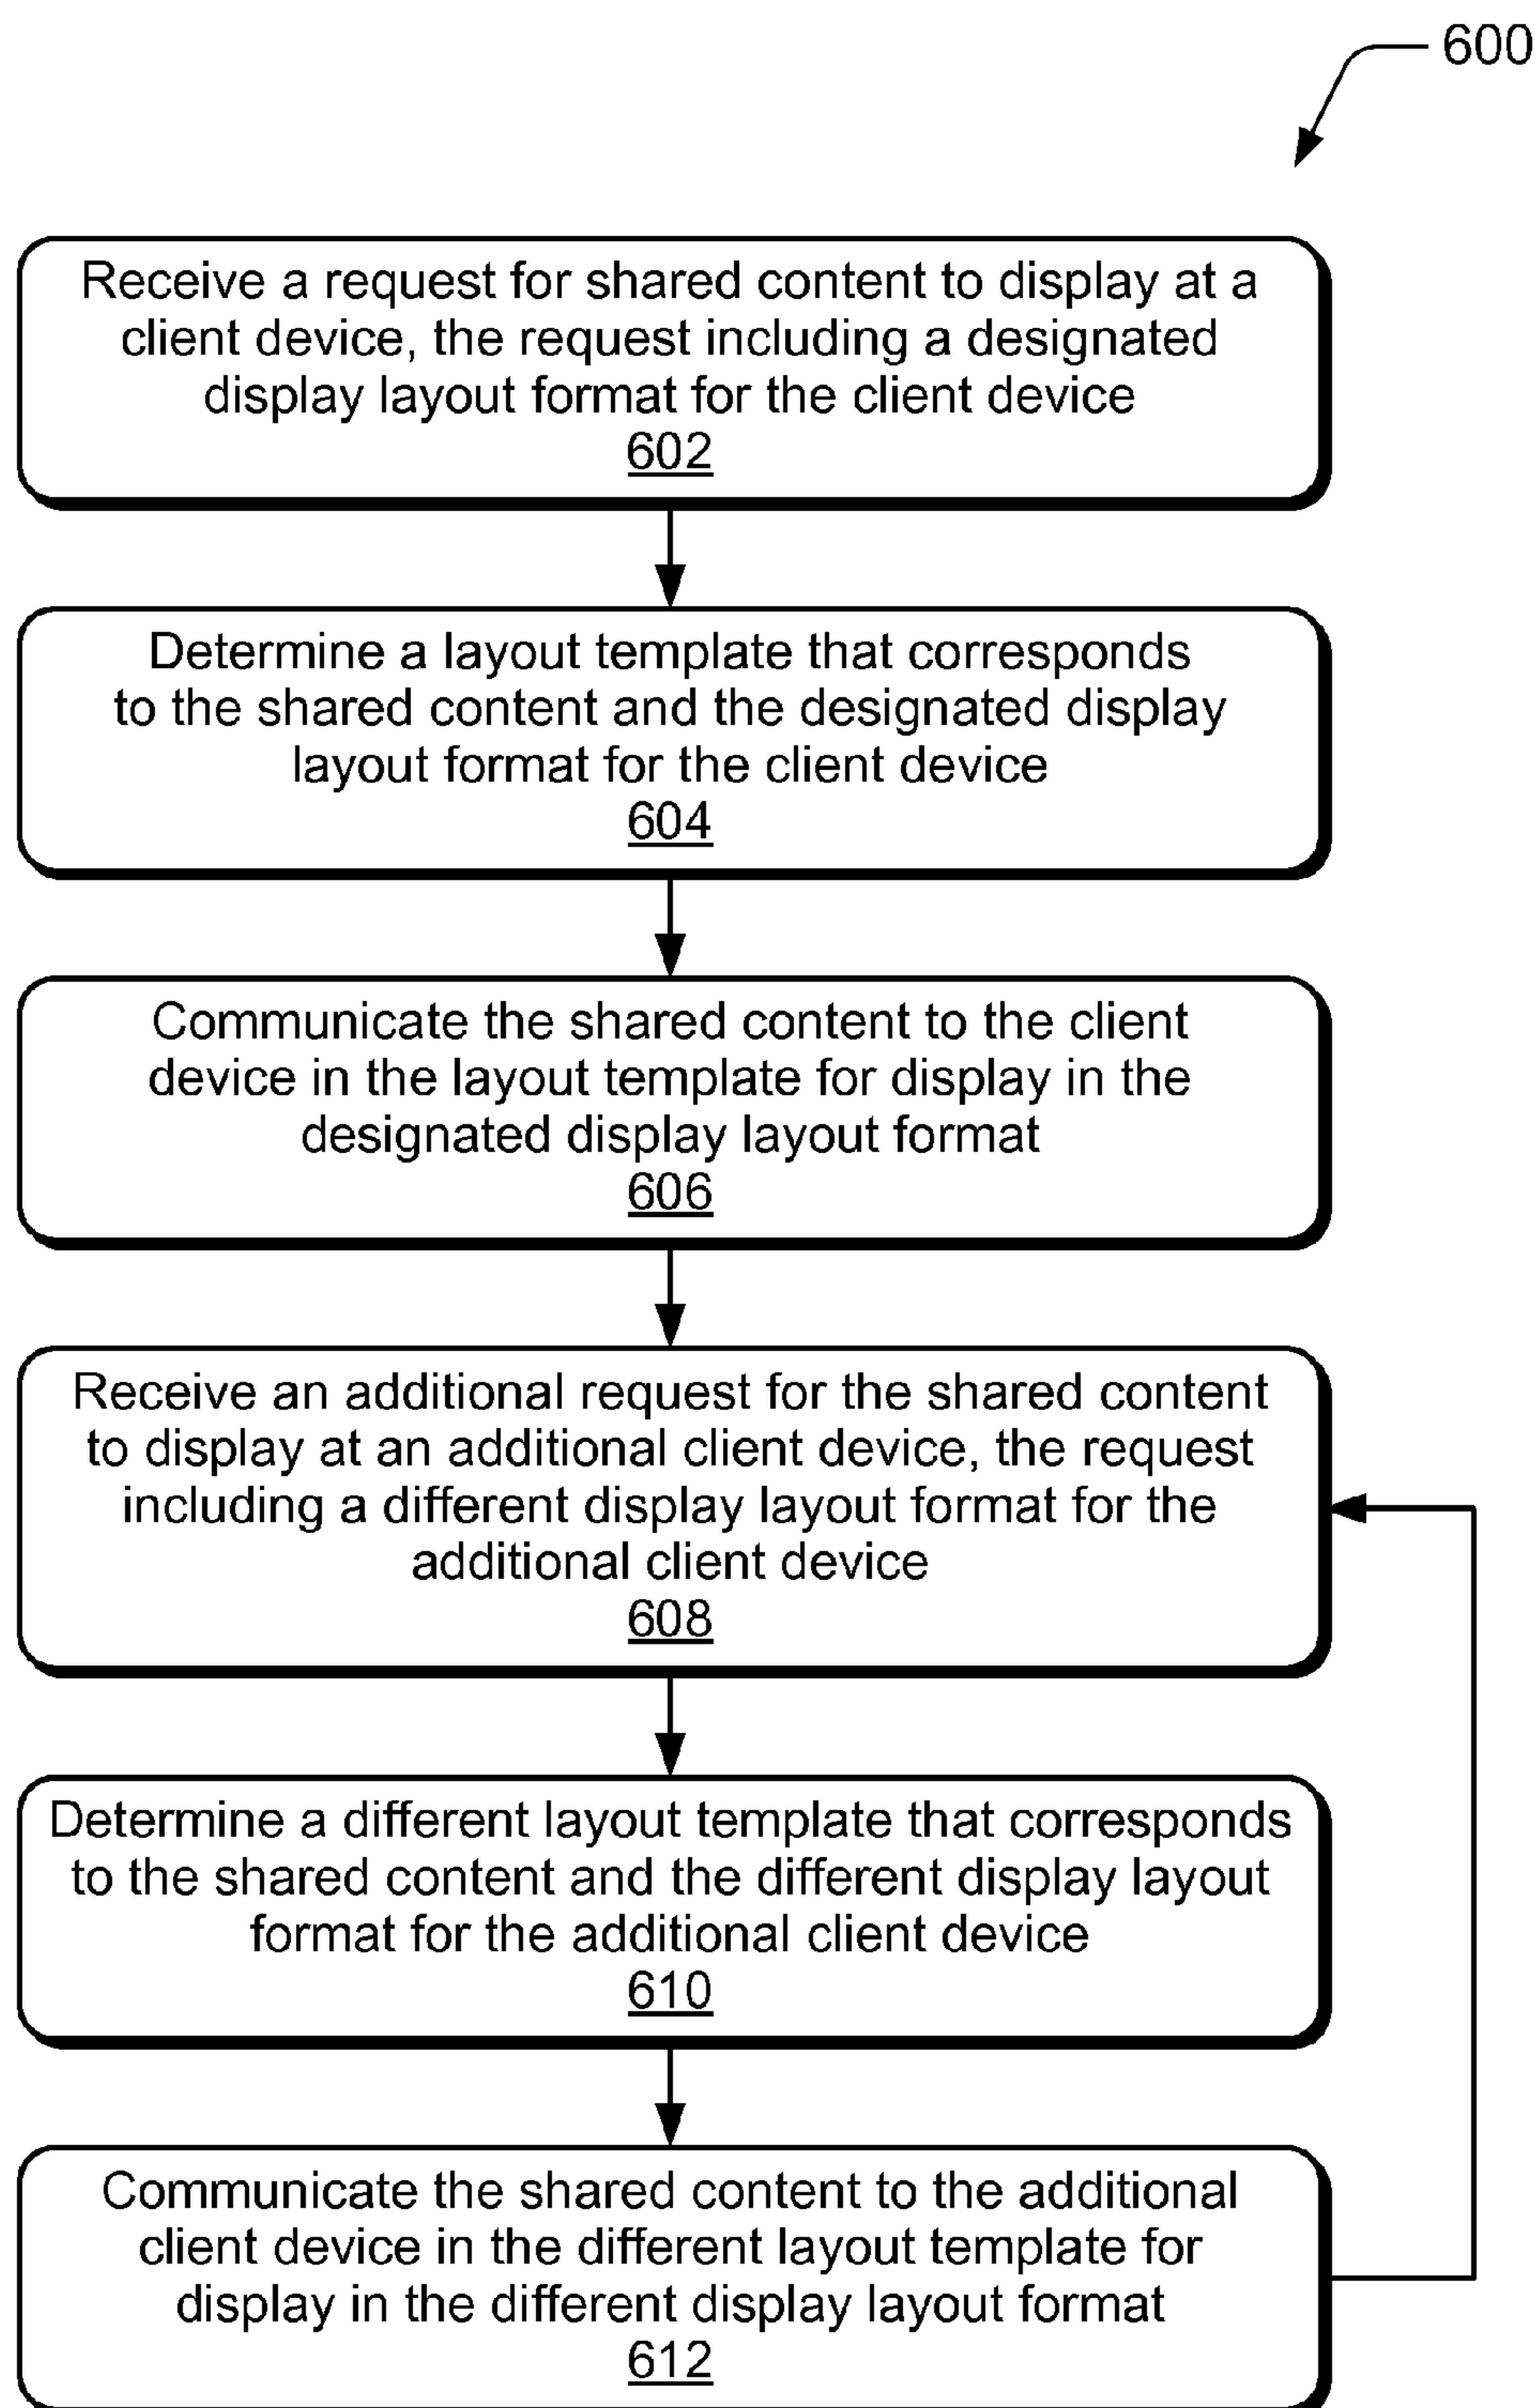 600
Receive a request for shared content to display at a
client device, the request including a designated
display layout format for the client device
602
Determine a layout template that corresponds
to the shared content and the designated display
layout format for the client device
604
Communicate the shared content to the client
device in the layout template for display in the
designated display layout format
606
Receive an additional request for the shared content
to display at an additional client device, the request
including a different display layout format for the
additional client device
608
Determine a different layout template that corresponds
to the shared content and the different display layout
format for the additional client device
610
Communicate the shared content to the additional
client device in the different layout template for
display in the different display layout format
612